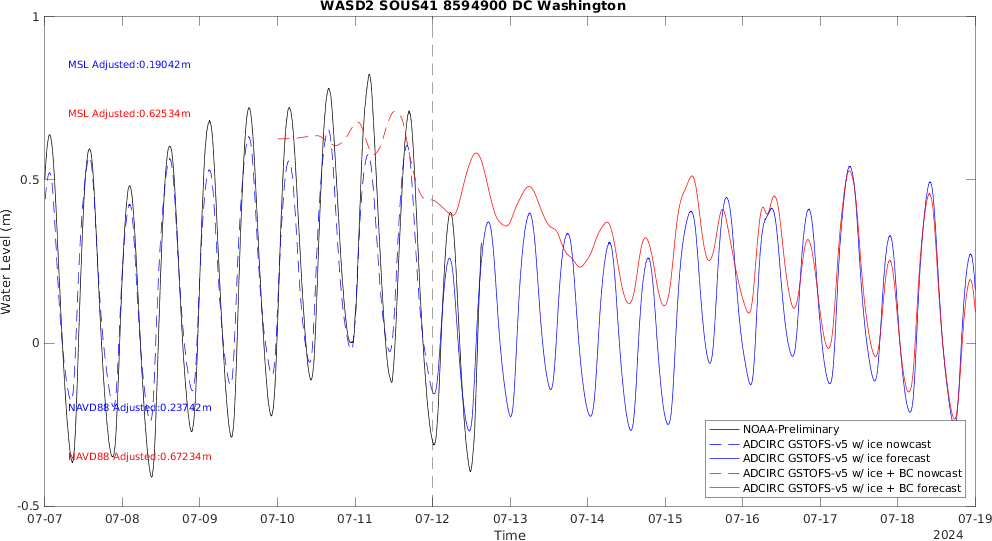 WASD2 SOUS41 8594900 DC Washington
1
0.5
0
-0.5
Water Level (m)
MSL Adjusted:0.19042m
MSL Adjusted:0.62534m
NAVD88 Adjusted:0.23742m
NAVD88 Adjusted:0.67234m
NOAA-Preliminary
ADCIRC GSTOFS-v5 w/ ice nowcast
ADCIRC GSTOFS-v5 w/ ice forecast
ADCIRC GSTOFS-v5 w/ ice + BC nowcast
ADCIRC GSTOFS-v5 w/ ice + BC forecast
07-07 07-08 07-09 07-10 07-11 07-12 07-13 07-14 07-15 07-16 07-17 07-18 07-19
Time
2024